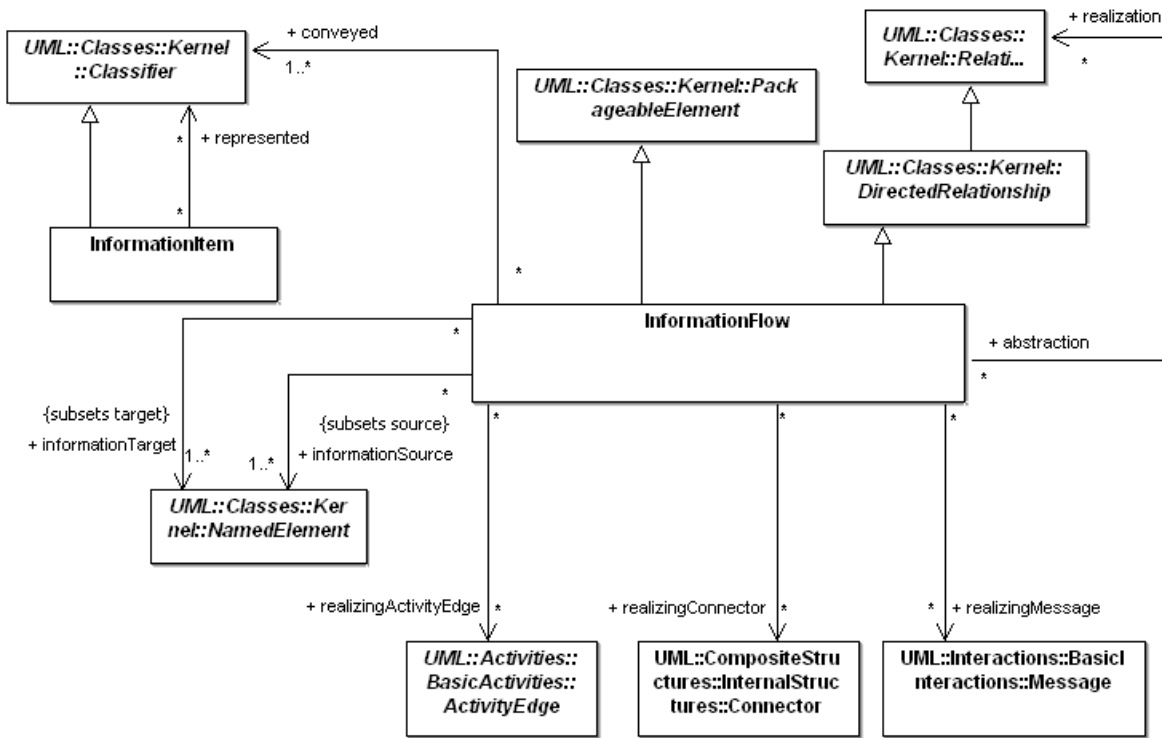 + conveyed
+ realization
UML::Classes::Kernel
::Classifier
1..*
UML::Classes::
Kernel::Relati...
*
UML::Classes::Kernel::Pack
ageableElement
* + represented
UML::Classes::Kernel::
DirectedRelationship
*
InformationItem
*
InformationFlow
*
+ abstraction
*
*
{subsets target}
+ informationTarget
1..*
{subsets source}
+ informationSource
1..*
*
*
*
UML::Classes::Ker
nel::NamedElement
+ realizingActivityEdge *
+ realizingConnector *
* + realizingMessage
UML::Activities::
BasicActivities::
ActivityEdge
UML::CompositeStru
ctures::InternalStruc
tures::Connector
UML::Interactions::BasicI
nteractions::Message